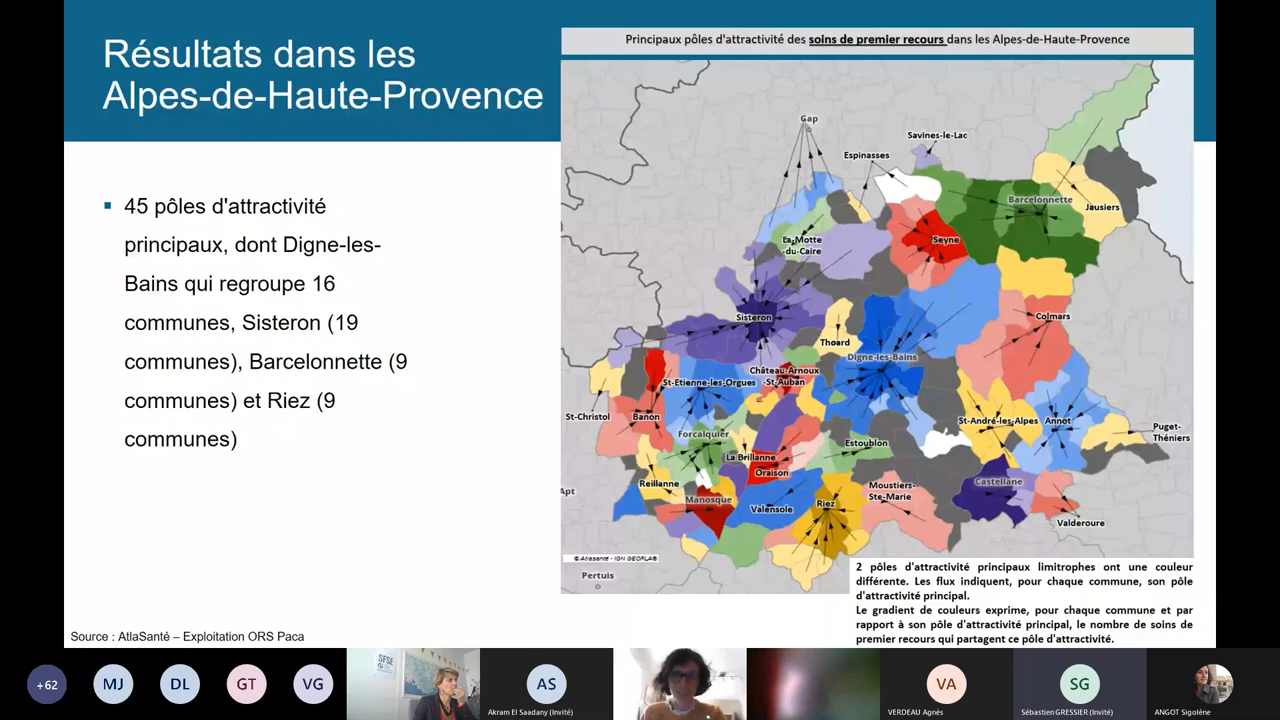 Résultats dans les
Alpes-de-Haute-Provence
45 pôles d'attractivité
principaux, dont Digne-les-
Bains qui regroupe 16
communes, Sisteron (19
communes), Barcelonnette (9
communes) et Riez (9
communes)
Source : AtlaSanté – Exploitation ORS Paca
Principaux pôles d'attractivité des soins de premier recours dans les Alpes-de-Haute-Provence
Gap
Savines-le-Lac
Espinasses
Barcelonnette
Jausiers
La-Motte
-du-Caire
Seyne
Sisteron
Colmars
Thoard
Digne-les-Bains
Château-Arnoux
-St-Auban
St-Etienne-les-Orgues
St-Christol
Banon
St-André-les-Alpes
Annot
Puget-
Théniers
Forcalquier
Estoublon
La Brillanne
Oraison
Reillanne
Castellane
Moustiers-
Ste-Marie
Apt
Manosque
Valensole
Riez
Valderoure
© Atlasanté - IGN GEOFLA®
Pertuis
2 pôles d'attractivité principaux limitrophes ont une couleur
différente. Les flux indiquent, pour chaque commune, son pôle
d'attractivité principal.
Le gradient de couleurs exprime, pour chaque commune et par
rapport à son pôle d'attractivité principal, le nombre de soins de
premier recours qui partagent ce pôle d'attractivité.
+62
MJ
DL
GT
VG
SFSE
AS
Akram El Saadany (Invité)
VA
VERDEAU Agnès
SG
Sébastien GRESSIER (Invité)
ANGOT Sigolène